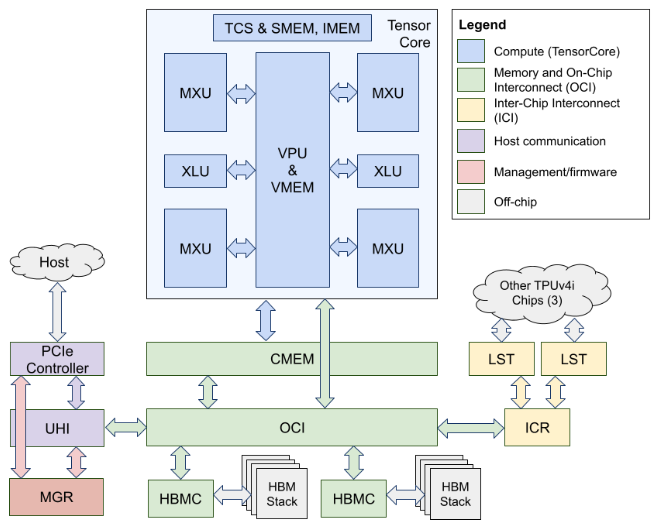 TCS & SMEM, IMEM
Tensor
Core
MXU
MXU
VPU
&
VMEM
XLU
XLU
MXU
MXU
Legend
Compute (TensorCore)
Memory and On-Chip
Interconnect (OCI)
Inter-Chip Interconnect
(ICI)
Host communication
Management/firmware
Off-chip
Host
Other TPUv4i
Chips (3)
PCIe
Controller
CMEM
LST
LST
UHI
OCI
ICR
MGR
HBMC
HBM
Stack
HBMC
HBM
Stack